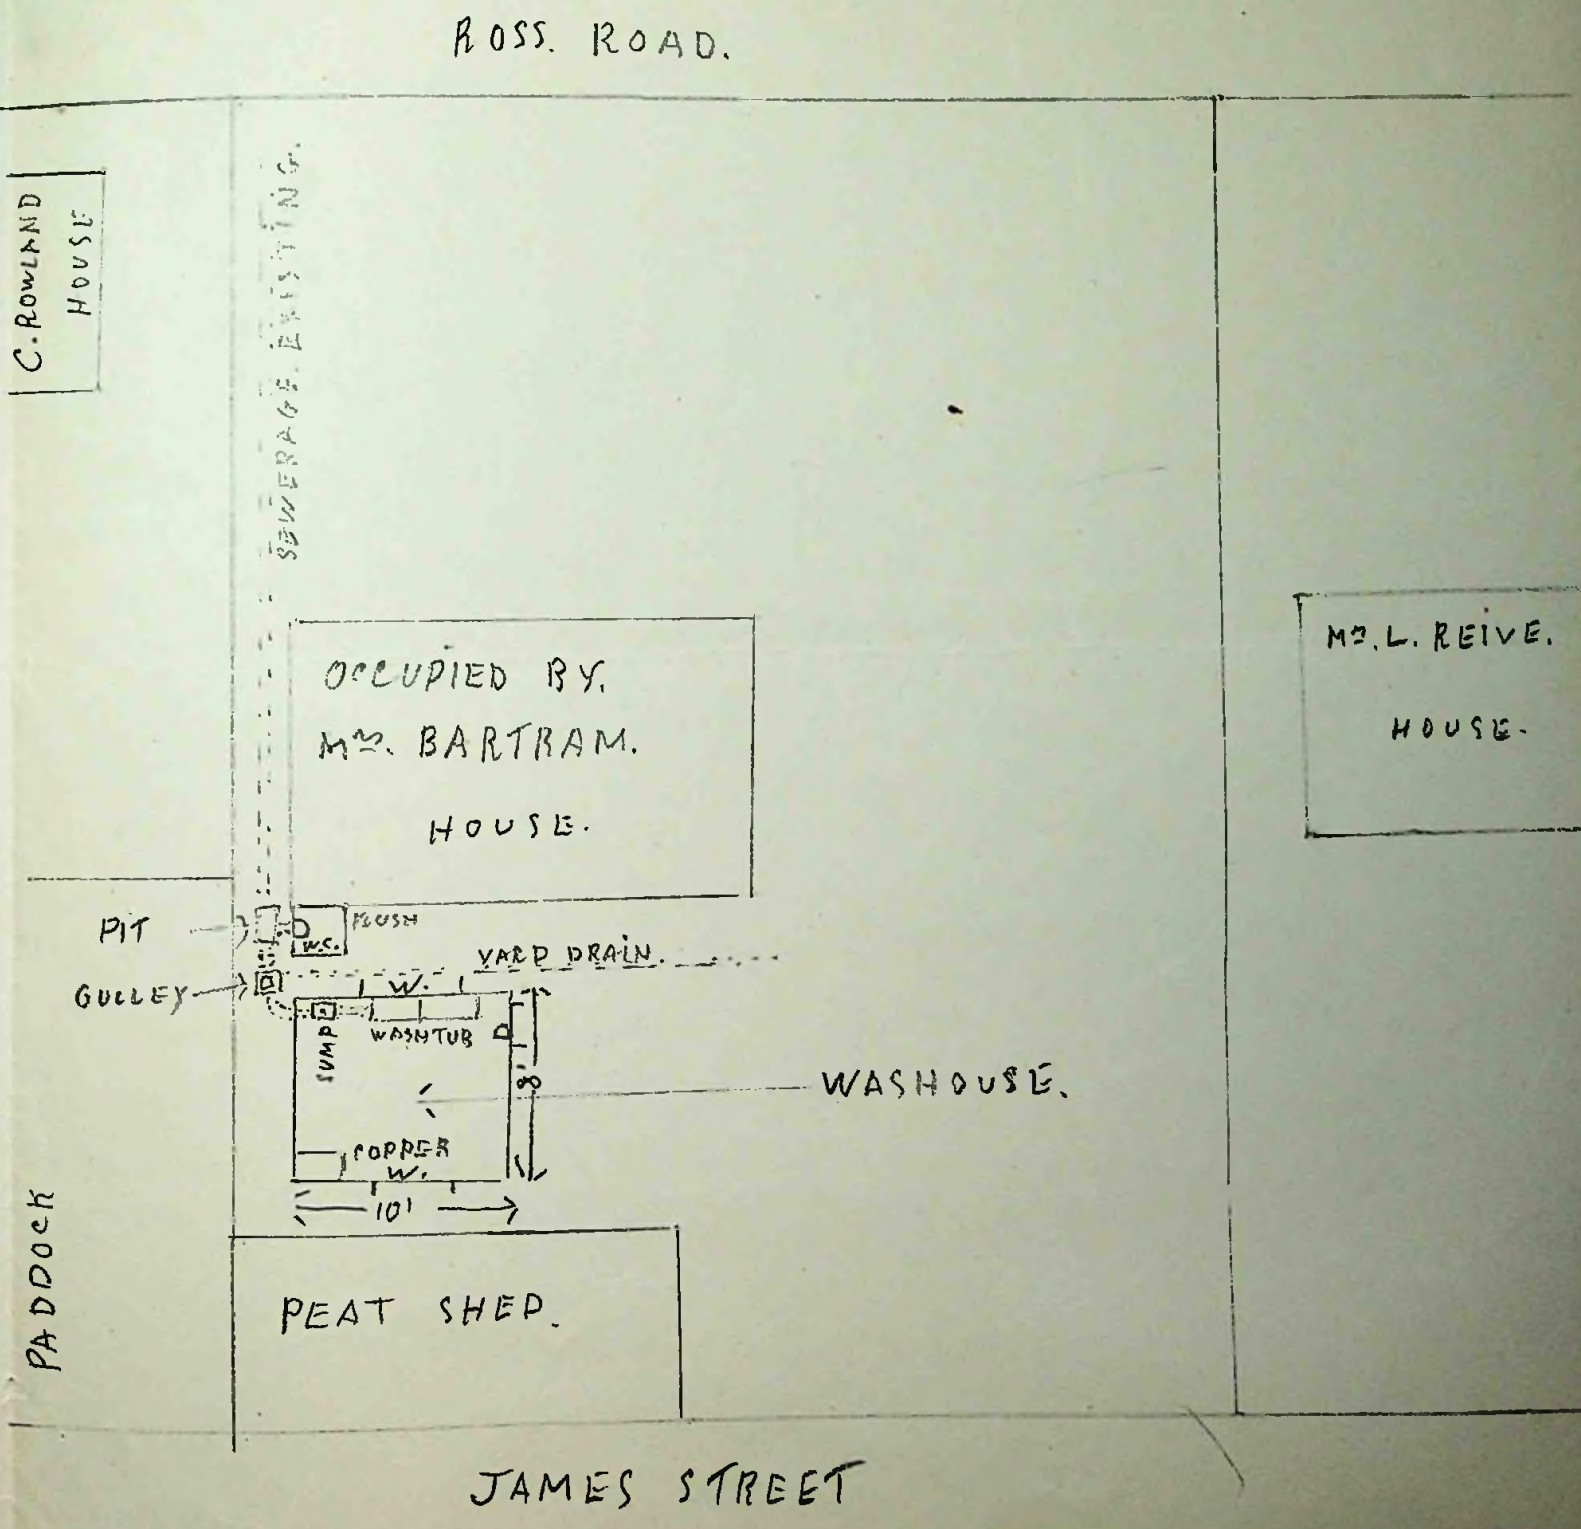 ROSS. ROAD.
C. ROWLAND
HOUSE
SEWERAGE. EXISTING.
OCCUPIED BY.
Mrs. BARTRAM.
HOUSE.
Mr. L. REIVE.
HOUSE.
PIT
FLUSH
W.C.
YARD DRAIN.
GULLEY
W.
SUMP
WASHTUB
D
8'
WASHOUSE.
COPPER
W.
10'
PADDOCK
PEAT SHED.
JAMES STREET